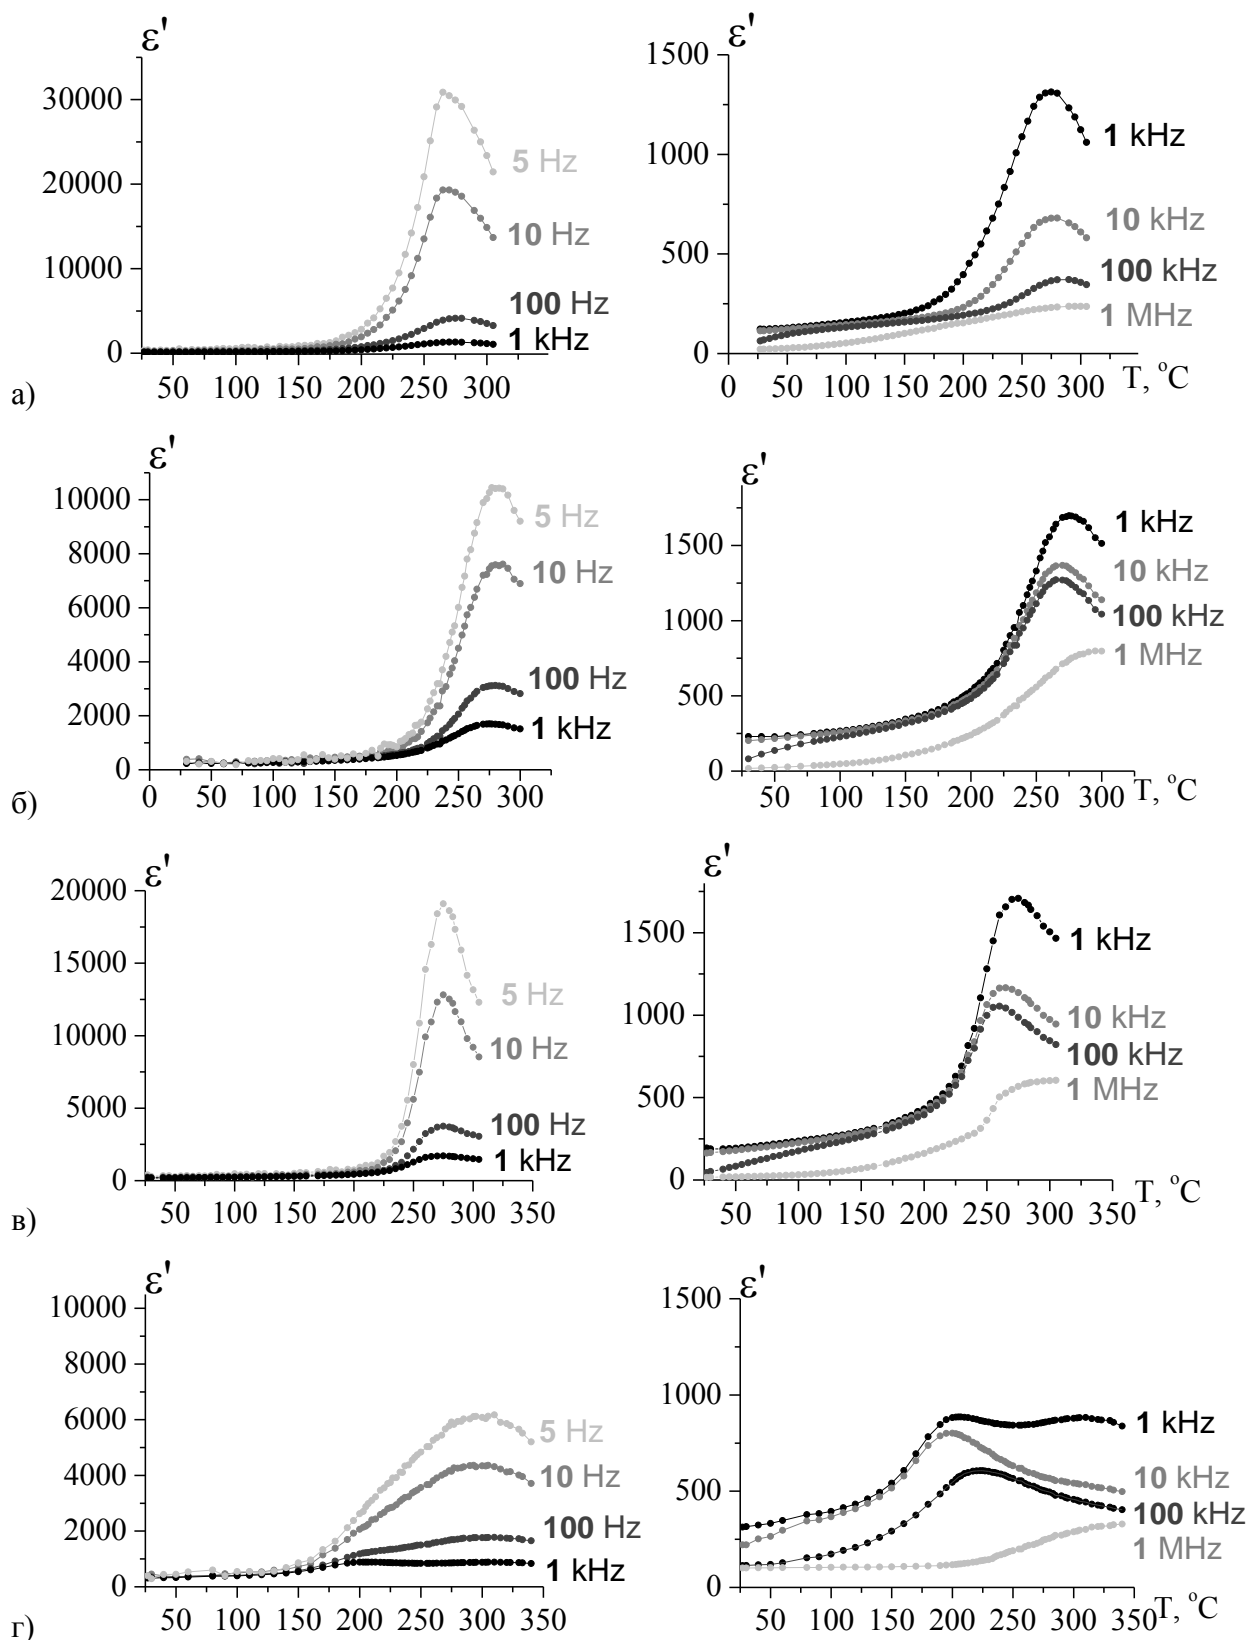 ε'
30000
20000
10000
0
50 100 150 200 250 300
5 Hz
10 Hz
100 Hz
1 kHz
ε'
1500
1000
500
0
0 50 100 150 200 250 300 T, °C
1 kHz
10 kHz
100 kHz
1 MHz
а)
ε'
10000
8000
6000
4000
2000
0
0 50 100 150 200 250 300
5 Hz
10 Hz
100 Hz
1 kHz
ε'
1500
1000
500
0
50 100 150 200 250 300 T, °C
1 kHz
10 kHz
100 kHz
1 MHz
б)
ε'
20000
15000
10000
5000
0
50 100 150 200 250 300 350
5 Hz
10 Hz
100 Hz
1 kHz
ε'
1500
1000
500
0
50 100 150 200 250 300 350 T, °C
1 kHz
10 kHz
100 kHz
1 MHz
в)
ε'
10000
8000
6000
4000
2000
0
50 100 150 200 250 300 350
5 Hz
10 Hz
100 Hz
1 kHz
ε'
1500
1000
500
0
50 100 150 200 250 300 350 T, °C
1 kHz
10 kHz
100 kHz
1 MHz
г)